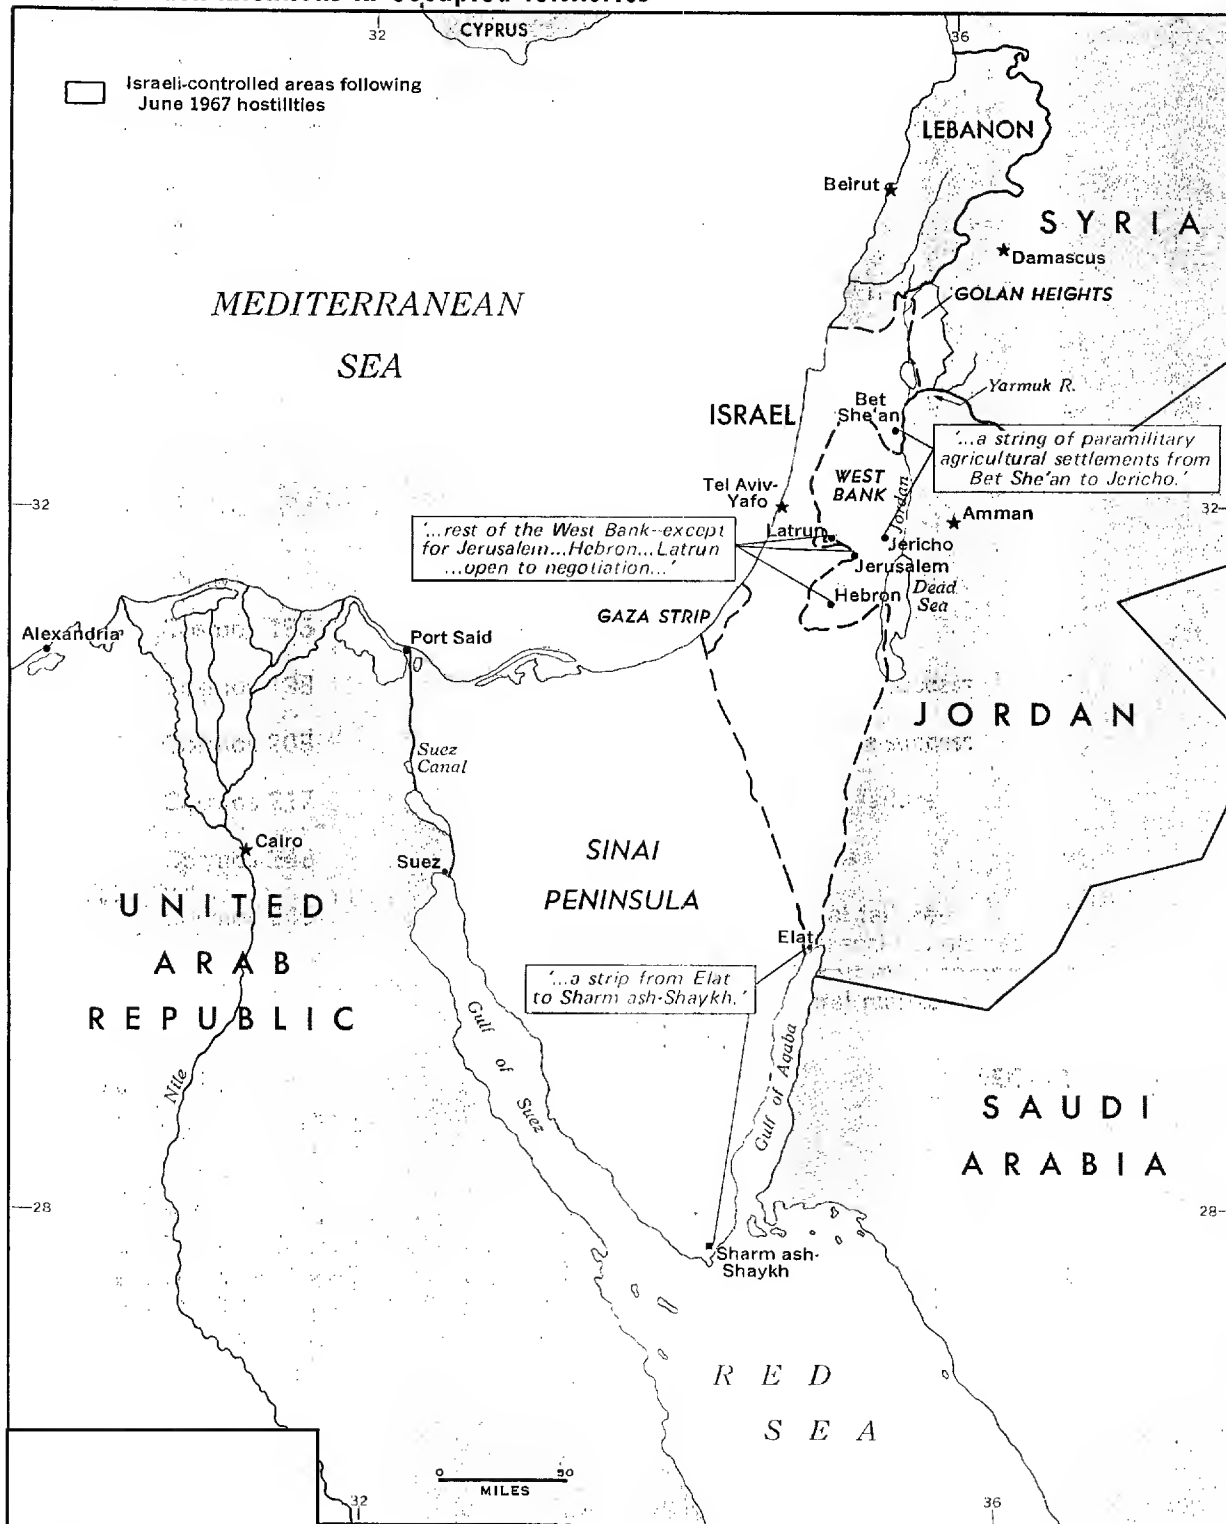 Occupied Territories
32
CYPRUS
36
Israeli-controlled areas following
June 1967 hostilities
LEBANON
Beirut
SYRIA
Damascus
GOLAN HEIGHTS
MEDITERRANEAN
SEA
Yarmuk R.
ISRAEL
Bet
She'an
'...a string of paramilitary
agricultural settlements from
Bet She'an to Jericho.'
WEST
BANK
Jordan
Tel Aviv-
Yafo
32
32
Amman
Latrun
'...rest of the West Bank--except
for Jerusalem...Hebron...Latrun
...open to negotiation...'
Jericho
Jerusalem
Dead
Sea
Hebron
GAZA STRIP
Alexandria
Port Said
JORDAN
Suez
Canal
Cairo
Suez
SINAI
PENINSULA
UNITED
ARAB
REPUBLIC
Elat
'...a strip from Elat
to Sharm ash-Shaykh.'
Gulf of Suez
Gulf of Aqaba
Nile
SAUDI
ARABIA
28
28
Sharm ash-
Shaykh
RED
SEA
0
50
MILES
32
36